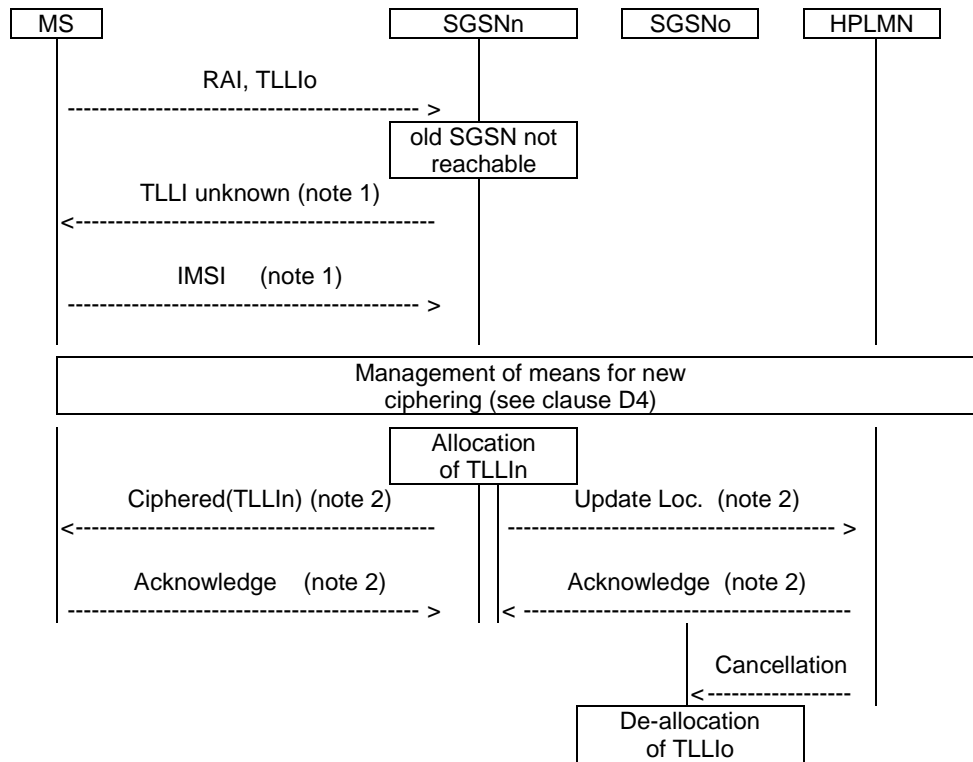 MS
SGSNn
SGSNo
HPLMN
RAI, TLLIo
old SGSN not
reachable
TLLI unknown (note 1)
IMSI (note 1)
Management of means for new
ciphering (see clause D4)
Allocation
of TLLIn
Ciphered(TLLIn) (note 2)
Update Loc. (note 2)
Acknowledge (note 2)
Acknowledge (note 2)
Cancellation
De-allocation
of TLLIo